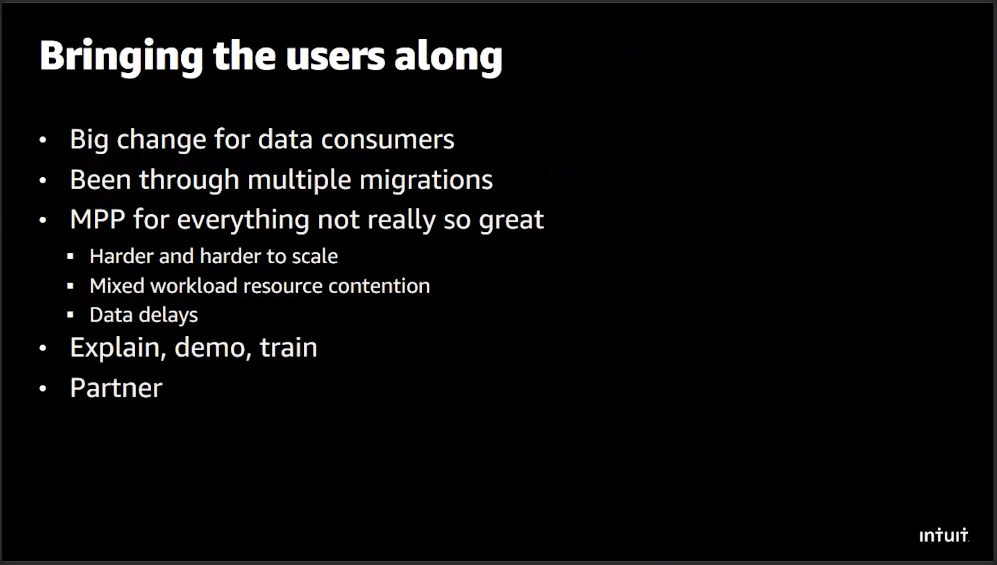 Bringing the users along
• Big change for data consumers
• Been through multiple migrations
• MPP for everything not really so great
▪ Harder and harder to scale
▪ Mixed workload resource contention
▪ Data delays
• Explain, demo, train
• Partner
intuit.